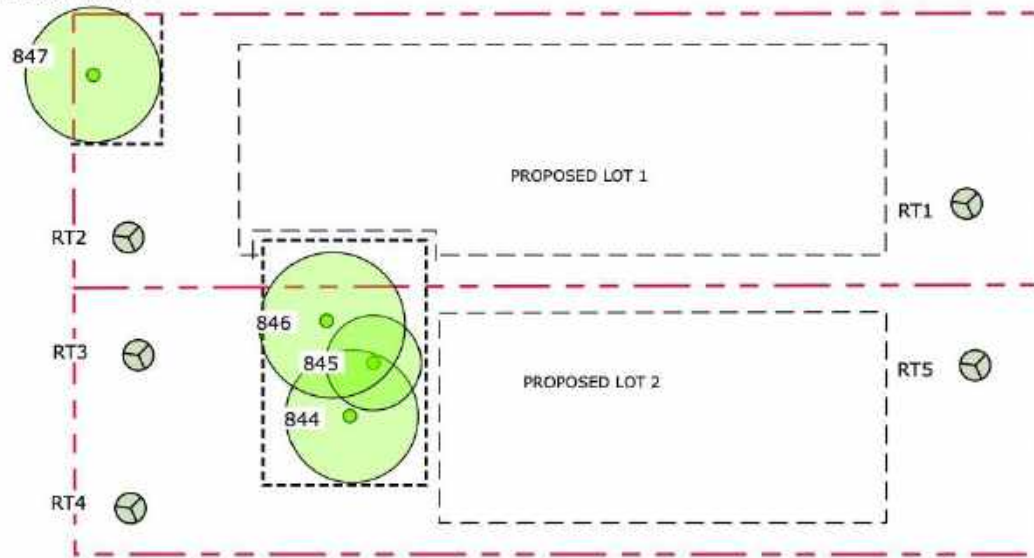 847
PROPOSED LOT 1
RT1
RT2
846
RT3
845
PROPOSED LOT 2
RT5
844
RT4